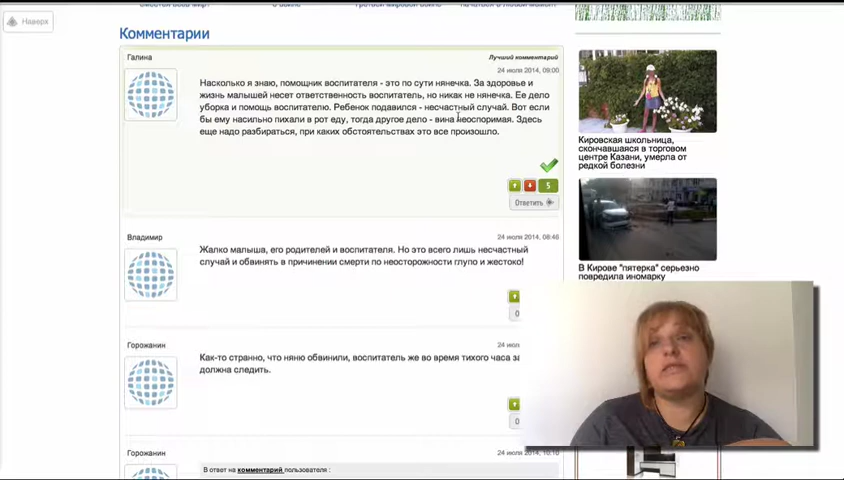 Наверх
Комментарии
Галина
Лучший комментарий
24 июля 2014, 09:00
Насколько я знаю, помощник воспитателя - это по сути нянечка. За здоровье и
жизнь малышей несет ответственность воспитатель, но никак не нянечка. Ее дело
уборка и помощь воспитателю. Ребенок подавился - несчастный случай. Вот если
бы ему насильно пихали в рот еду, тогда другое дело - вина неоспоримая. Здесь
еще надо разбираться, при каких обстоятельствах это все произошло.
5
Ответить
Владимир
24 июля 2014, 08:46
Жалко малыша, его родителей и воспитателя. Но это всего лишь несчастный
случай и обвинять в причинении смерти по неосторожности глупо и жестоко!
Горожанин
24 июл
Как-то странно, что няню обвинили, воспитатель же во время тихого часа за
должна следить.
Горожанин
24 июля 2014, 10:10
В ответ на комментарий пользователя :
Кировская школьница,
скончавшаяся в торговом
центре Казани, умерла от
редкой болезни
В Кирове "пятерка" серьезно
повредила иномарку